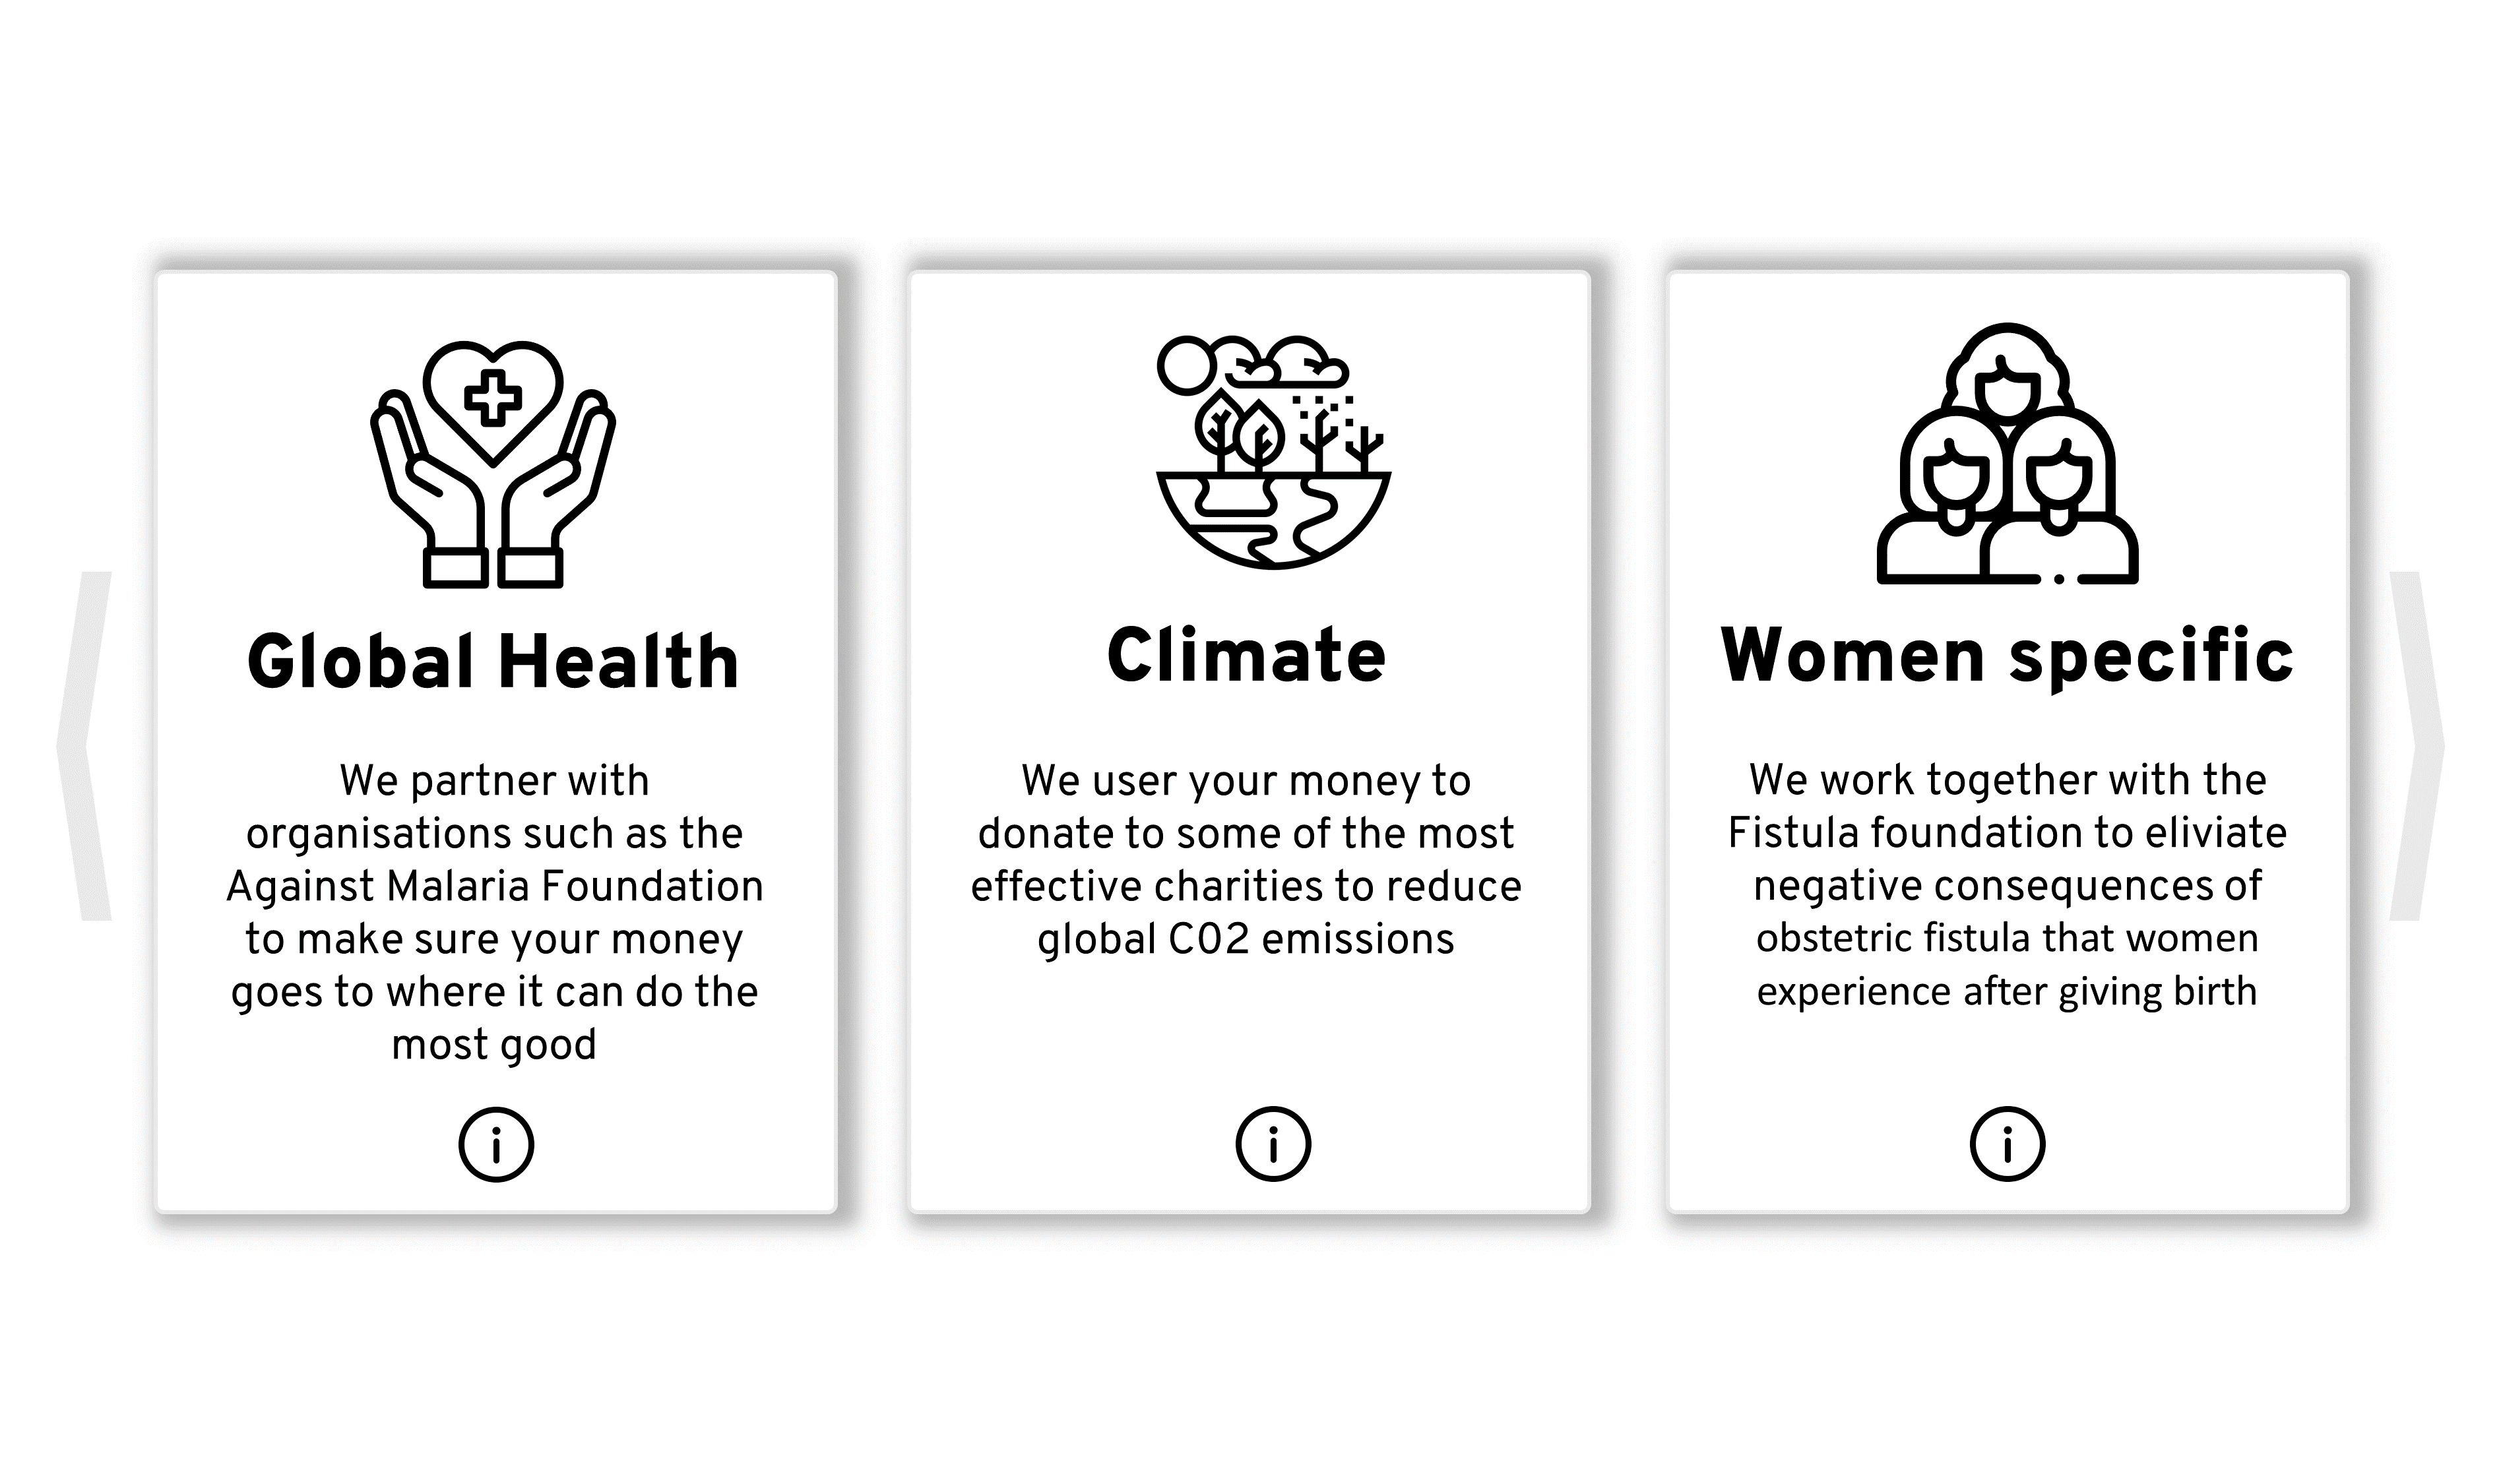 Global Health
We partner with
organisations such as the
Against Malaria Foundation
to make sure your money
goes to where it can do the
most good
i
Climate
We user your money to
donate to some of the most
effective charities to reduce
global CO2 emissions
i
Women specific
We work together with the
Fistula foundation to eliviate
negative consequences of
obstetric fistula that women
experience after giving birth
i